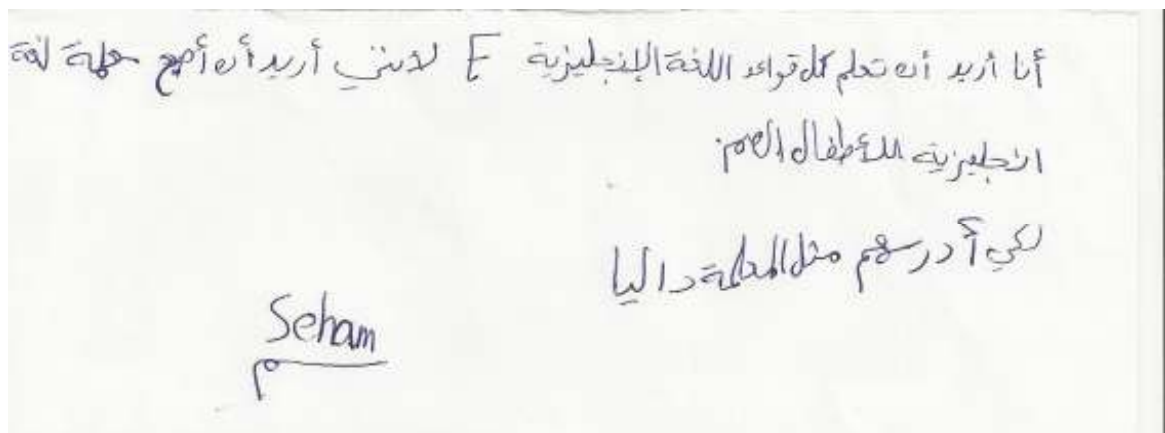 أنا أريد أن تعلم كل قواعد اللغة الإنجليزية E لأنني أريد أن أصبح معلمة لغة
انجليزية للأطفال الصم.
لكي أدرسهم مثل المعلمة داليا
Seham